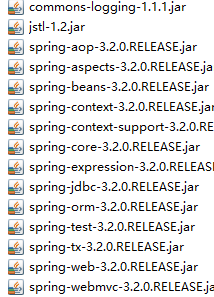 commons-logging-1.1.1.jar
jstl-1.2.jar
spring-aop-3.2.0.RELEASE.jar
spring-aspects-3.2.0.RELEASE.ja
spring-beans-3.2.0.RELEASE.jar
spring-context-3.2.0.RELEASE.jar
spring-context-support-3.2.0.RE
spring-core-3.2.0.RELEASE.jar
spring-expression-3.2.0.RELEAS
spring-jdbc-3.2.0.RELEASE.jar
spring-orm-3.2.0.RELEASE.jar
spring-test-3.2.0.RELEASE.jar
spring-tx-3.2.0.RELEASE.jar
spring-web-3.2.0.RELEASE.jar
spring-webmvc-3.2.0.RELEASE.ja